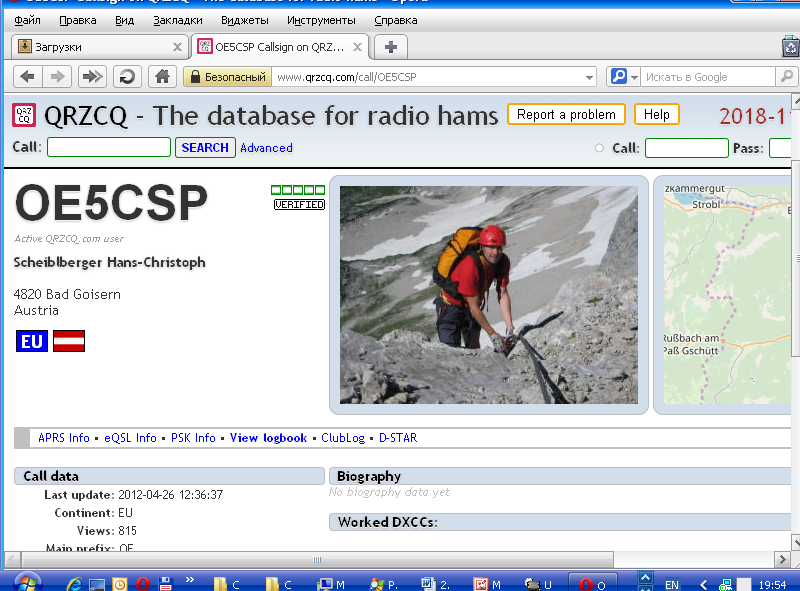 Файл Правка Вид Закладки Виджеты Инструменты Справка
Загрузки
OE5CSP Callsign on QRZ...
Безопасный www.qrzcq.com/call/OE5CSP
Искать в Google
QRZ CQ
QRZCQ - The database for radio hams
Report a problem
Help
2018-1
Call:
SEARCH
Advanced
Call:
Pass:
OE5CSP
VERIFIED
Active QRZCQ.com user
Scheiblberger Hans-Christoph
4820 Bad Goisern
Austria
EU
zkammergut
Strobl
Rußbach am
Paß Gschütt
APRS Info • eQSL Info • PSK Info • View logbook • ClubLog • D-STAR
Call data
Last update: 2012-04-26 12:36:37
Continent: EU
Views: 815
Main prefix: OE
Biography
No biography data yet
Worked DXCCs:
C
C
M
P.
2.
M
U
O
EN
19:54